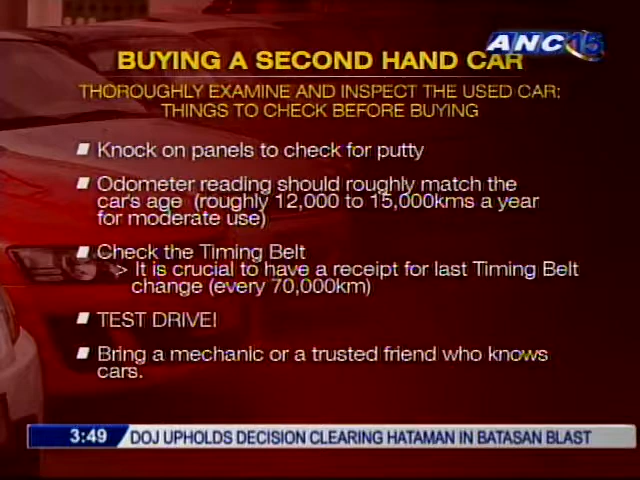 ANC 15
BUYING A SECOND HAND CAR
THOROUGHLY EXAMINE AND INSPECT THE USED CAR:
THINGS TO CHECK BEFORE BUYING
Knock on panels to check for putty
Odometer reading should roughly match the
car's age (roughly 12,000 to 15,000kms a year
for moderate use)
Check the Timing Belt
> It is crucial to have a receipt for last Timing Belt
change (every 70,000km)
TEST DRIVE!
Bring a mechanic or a trusted friend who knows
cars.
3:49 DOJ UPHOLDS DECISION CLEARING HATAMAN IN BATASAN BLAST